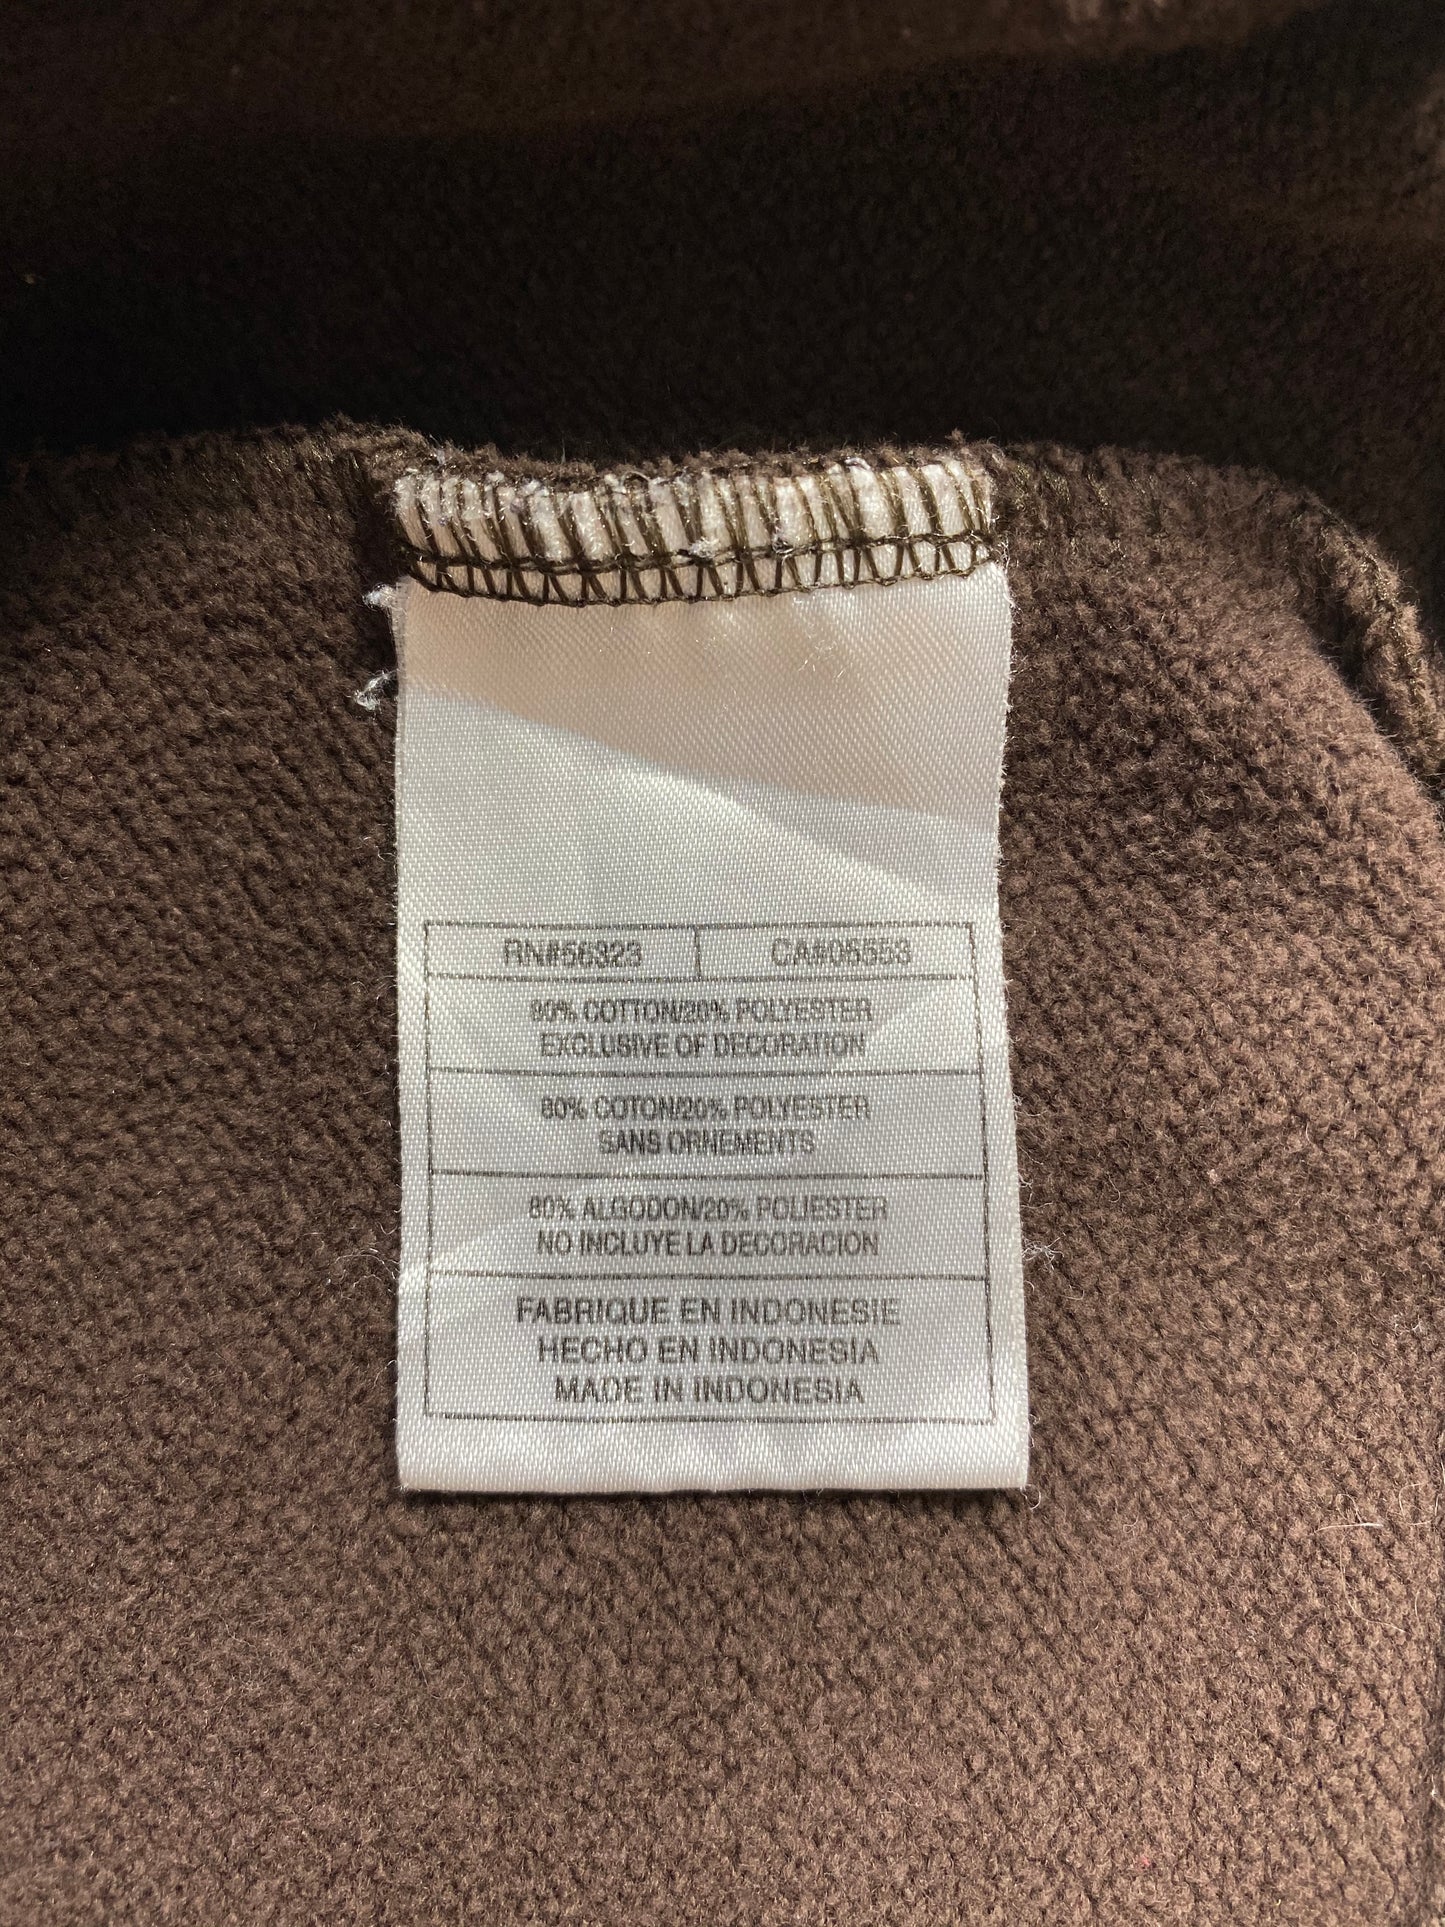 RN#56323 CA#05553
80% COTTON/20% POLYESTER
EXCLUSIVE OF DECORATION
80% COTON/20% POLYESTER
SANS ORNEMENTS
80% ALGODON/20% POLIESTER
NO INCLUYE LA DECORACION
FABRIQUE EN INDONESIE
HECHO EN INDONESIA
MADE IN INDONESIA